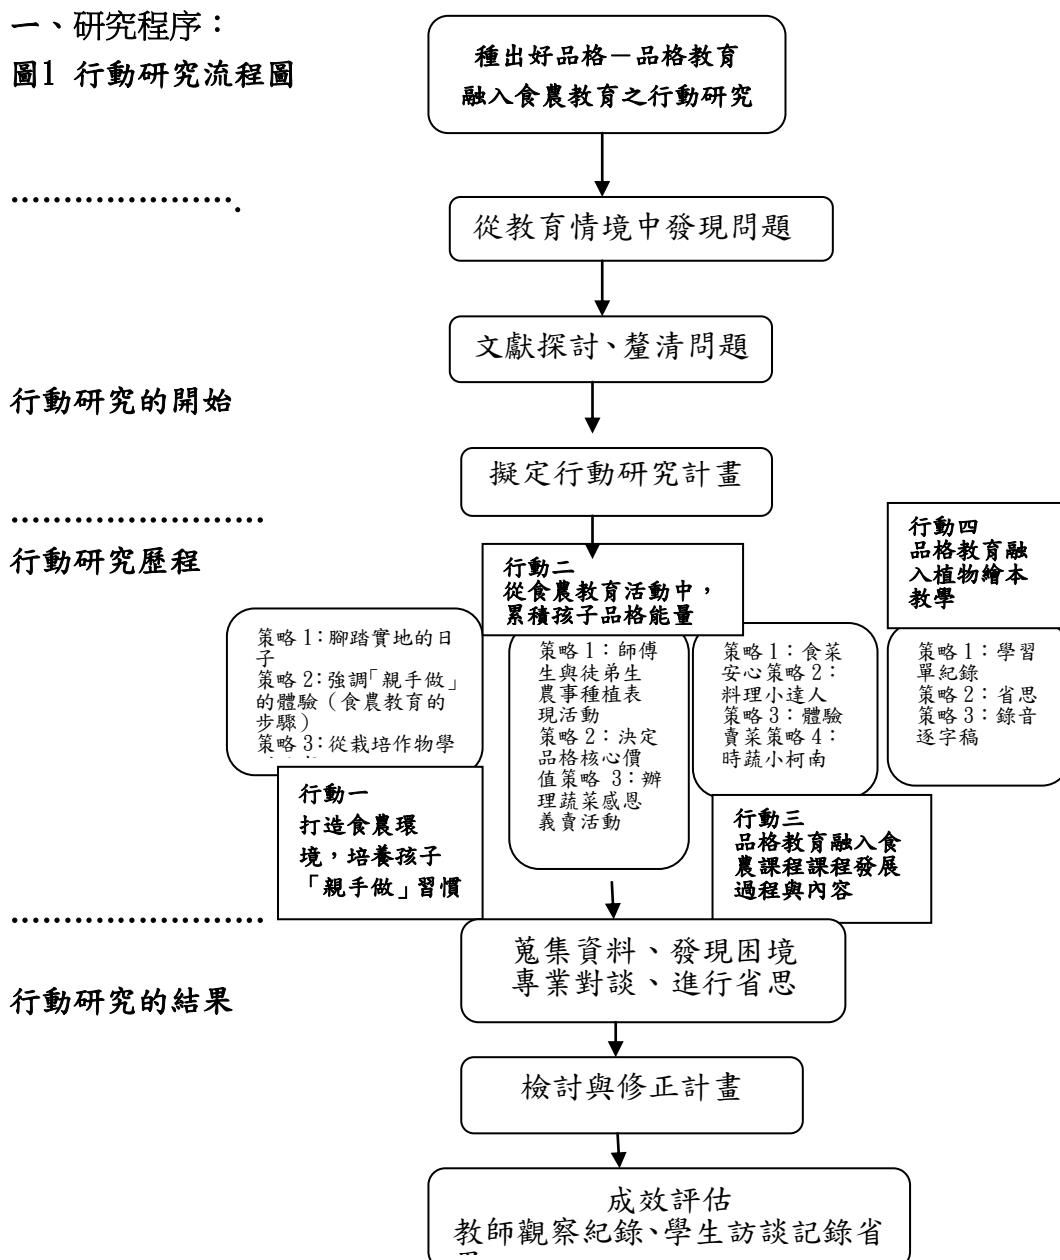 一、研究程序：
圖1 行動研究流程圖
種出好品格－品格教育
融入食農教育之行動研究
......................
從教育情境中發現問題
文獻探討、釐清問題
行動研究的開始
擬定行動研究計畫
........................
行動研究歷程
行動二
從食農教育活動中，
累積孩子品格能量
行動四
品格教育融
入植物繪本
教學
策略 1：腳踏實地的日
子
策略 2：強調「親手做」
的體驗（食農教育的
步驟）
策略 3：從栽培作物學
策略 1：師傅
生與徒弟生
農事種植表
現活動
策略 2：決定
品格核心價
值策略 3：辦
理蔬菜感恩
義賣活動
策略 1：食菜
安心策略 2：
料理小達人
策略 3：體驗
賣菜策略 4：
時蔬小柯南
策略 1：學習
單紀錄
策略 2：省思
策略 3：錄音
逐字稿
行動一
打造食農環
境，培養孩子
「親手做」習慣
行動三
品格教育融入食
農課程課程發展
過程與內容
........................
蒐集資料、發現困境
專業對談、進行省思
行動研究的結果
檢討與修正計畫
成效評估
教師觀察紀錄、學生訪談記錄省